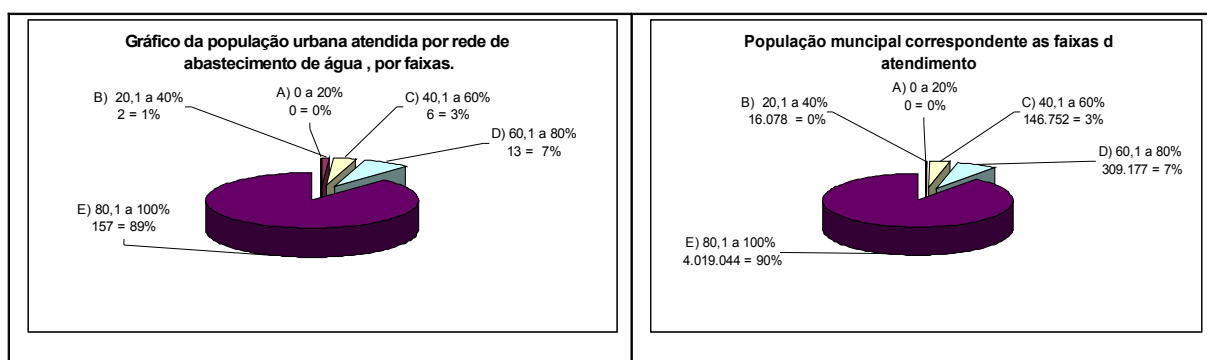 Gráfico da população urbana atendida por rede de
abastecimento de água , por faixas.
B) 20,1 a 40%
2 = 1%
A) 0 a 20%
0 = 0%
C) 40,1 a 60%
6 = 3%
D) 60,1 a 80%
13 = 7%
E) 80,1 a 100%
157 = 89%
População muncipal correspondente as faixas d
atendimento
B) 20,1 a 40%
16.078 = 0%
A) 0 a 20%
0 = 0%
C) 40,1 a 60%
146.752 = 3%
D) 60,1 a 80%
309.177 = 7%
E) 80,1 a 100%
4.019.044 = 90%